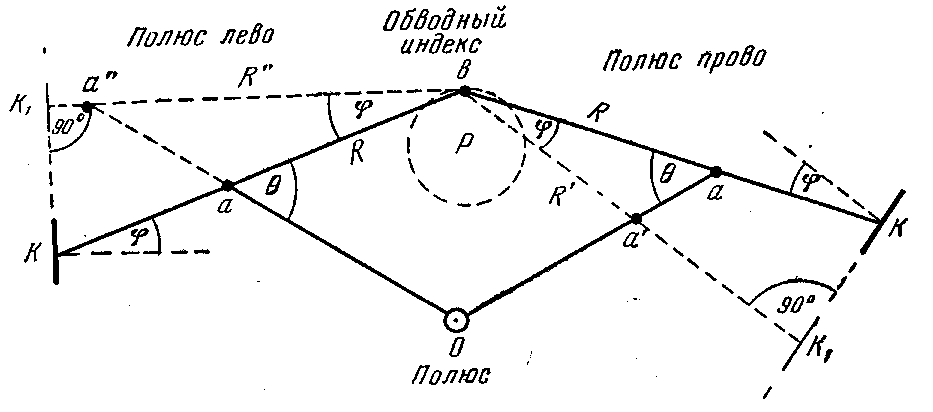 Полюс лево
Обводный
индекс
Полюс прово
в
K₁
a"
R"
φ
90°
R
θ
P
φ
R
θ
a
φ
K
φ
a
R'
a'
K
90°
K₁
O
Полюс